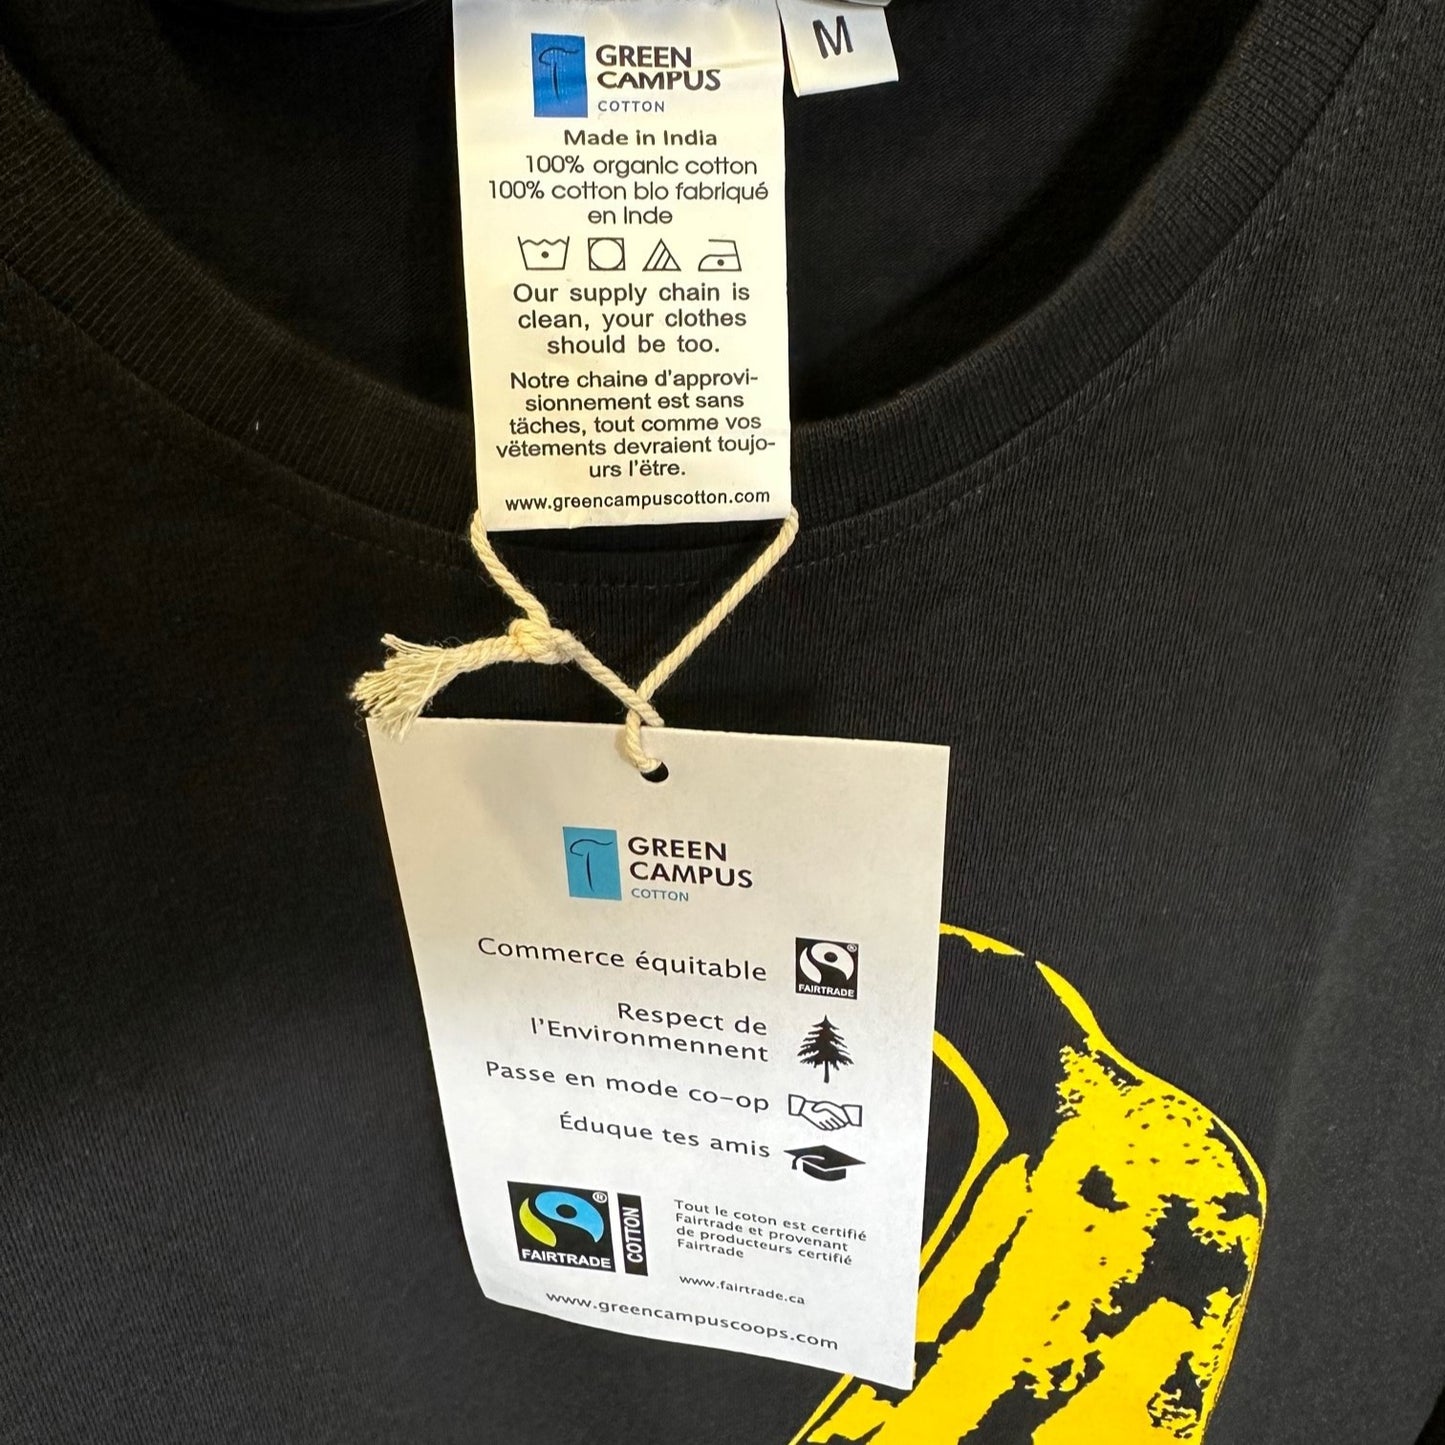 M
GREEN
CAMPUS
COTTON
Made in India
100% organic cotton
100% cotton bio fabriqué
en Inde
Our supply chain is
clean, your clothes
should be too.
Notre chaine d'approvi-
sionnement est sans
täches, tout comme vos
vëtements devraient toujo-
urs l'ëtre.
www.greencampuscotton.com
GREEN
CAMPUS
COTTON
Commerce équitable
FAIRTRADE
Respect de
l'Environmennent
Passe en mode co-op
Éduque tes amis
FAIRTRADE
COTTON
Tout le coton est certifié
Fairtrade et provenant
de producteurs certifié
Fairtrade
www.fairtrade.ca
www.greencampuscoops.com